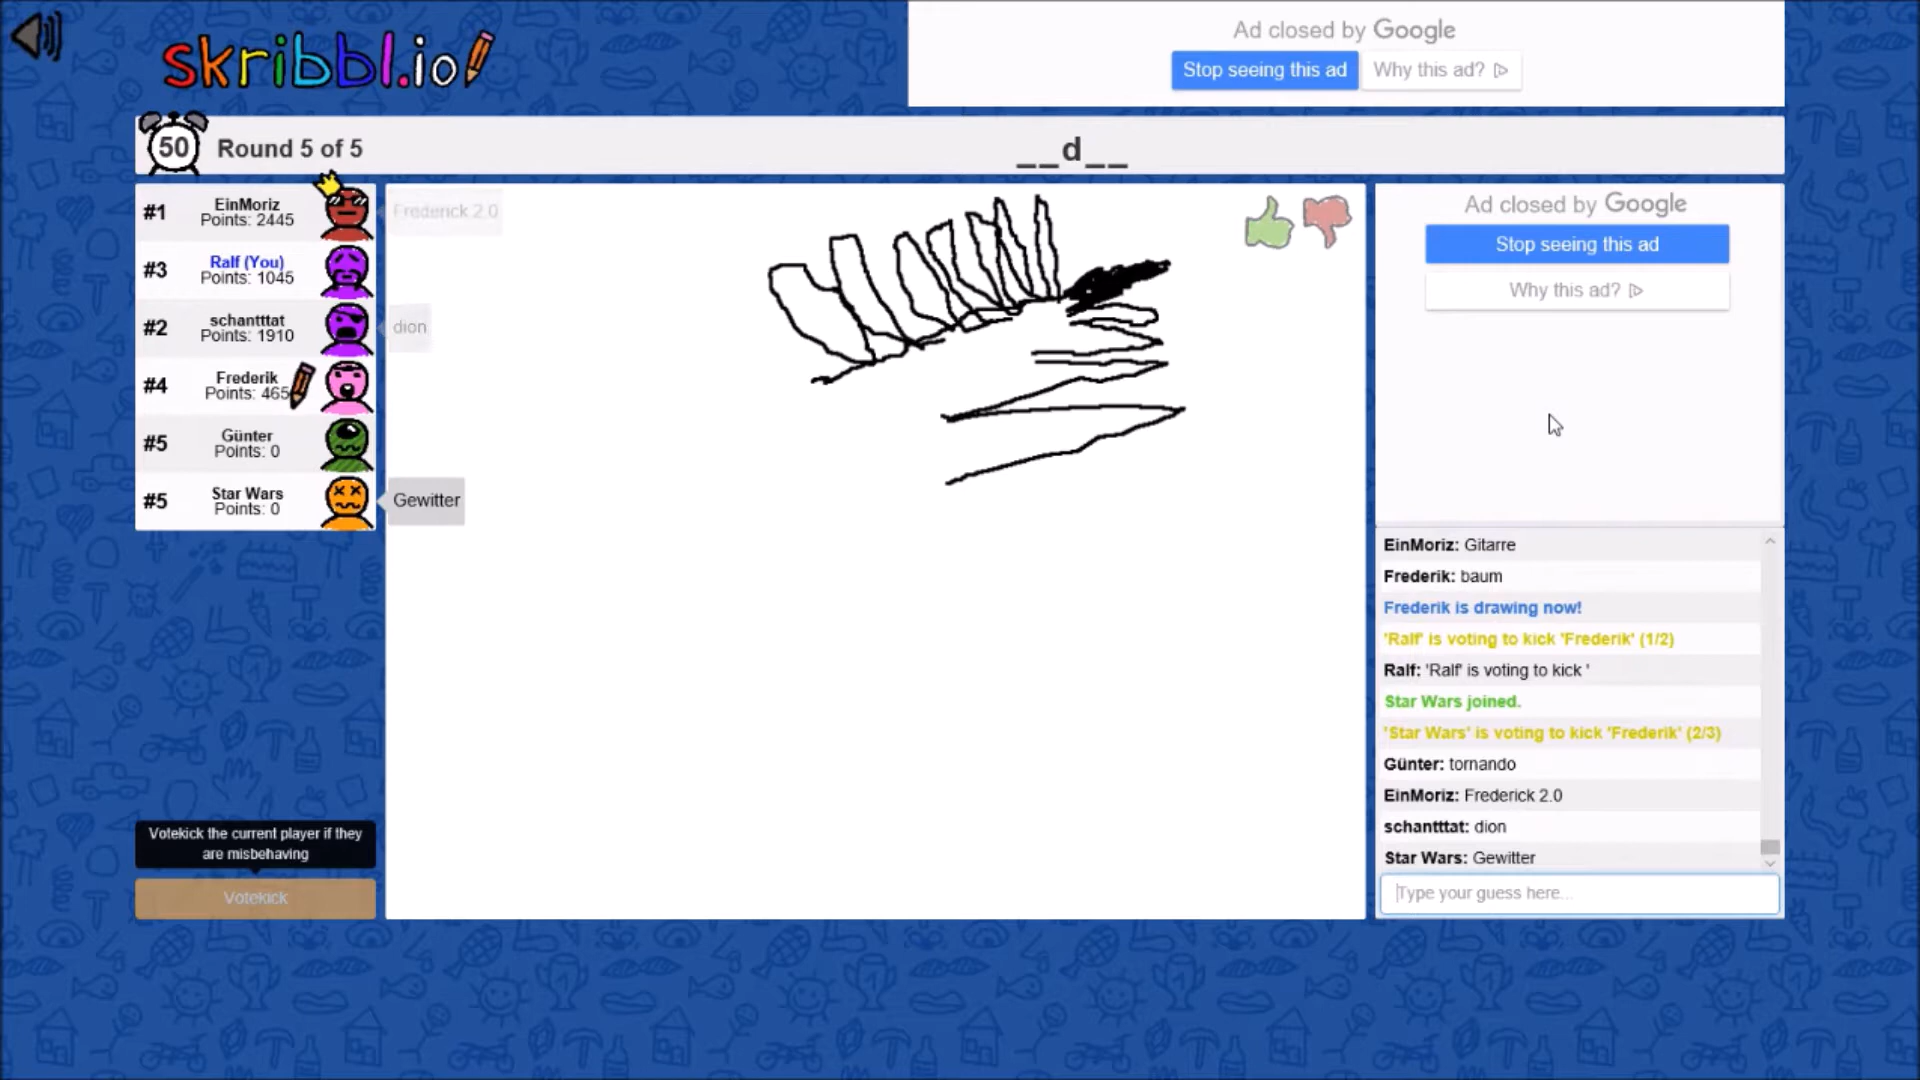 skribbl.io
Ad closed by Google
Stop seeing this ad
Why this ad?
50
Round 5 of 5
__d__
#1
EinMoriz
Points: 2445
#3
Ralf (You)
Points: 1045
#2
schantttat
Points: 1910
#4
Frederik
Points: 465
#5
Günter
Points: 0
#5
Star Wars
Points: 0
Frederick 2.0
dion
Gewitter
Ad closed by Google
Stop seeing this ad
Why this ad?
EinMoriz: Gitarre
Frederik: baum
Frederik is drawing now!
'Ralf' is voting to kick 'Frederik' (1/2)
Ralf: 'Ralf' is voting to kick '
Star Wars joined.
'Star Wars' is voting to kick 'Frederik' (2/3)
Günter: tornando
EinMoriz: Frederick 2.0
schantttat: dion
Star Wars: Gewitter
Type your guess here...
Votekick the current player if they
are misbehaving
Votekick